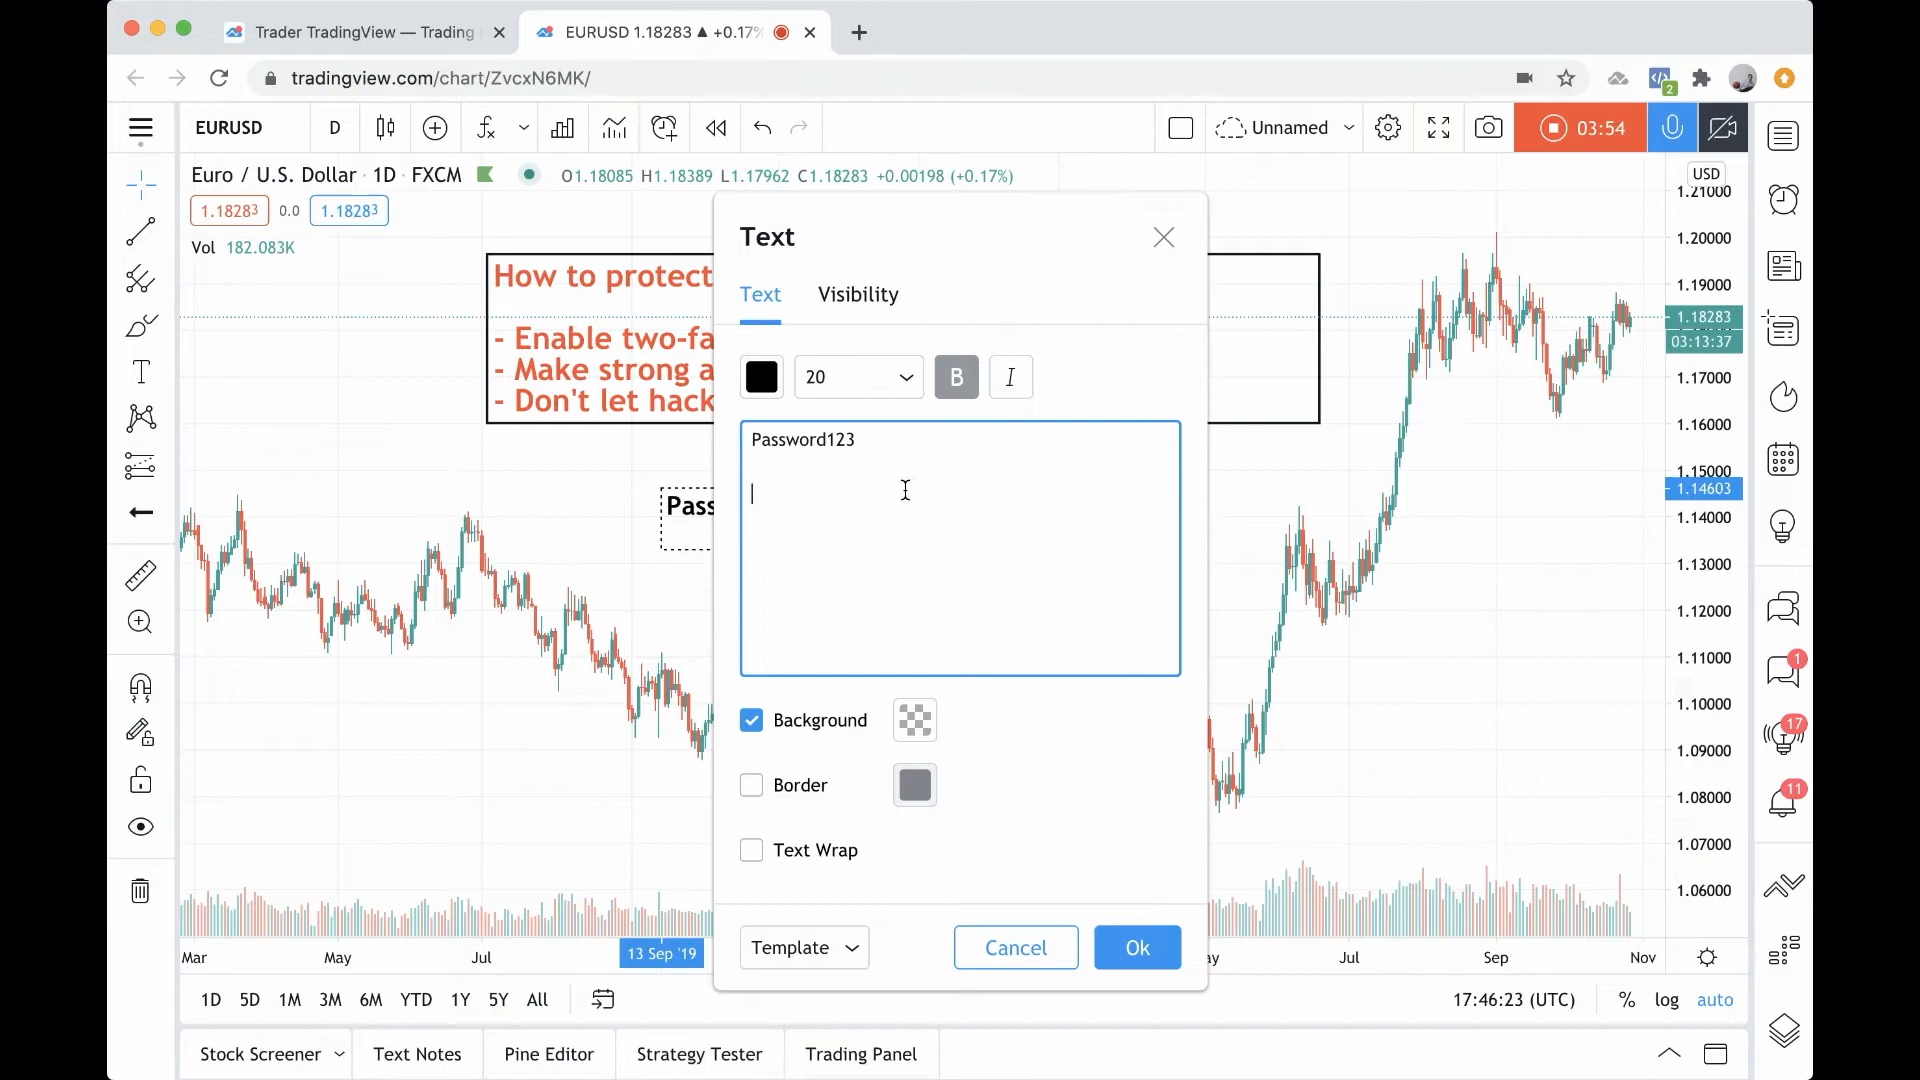 Trader TradingView — Trading
EURUSD 1.18283 ▲ +0.17%
tradingview.com/chart/ZvcxN6MK/
2
EURUSD
D
Unnamed
03:54
Euro / U.S. Dollar · 1D · FXCM
O1.18085 H1.18389 L1.17962 C1.18283 +0.00198 (+0.17%)
1.18283
0.0
1.18283
Vol 182.083K
USD
1.21000
1.20000
1.19000
1.18283
03:13:37
1.17000
1.16000
1.15000
1.14603
1.14000
1.13000
1.12000
1.11000
1.10000
1.09000
1.08000
1.07000
1.06000
How to protect
- Enable two-fa
- Make strong a
- Don't let hack
Pass
Text
Text
Visibility
20
B
I
Password123
Background
Border
Text Wrap
Template
Cancel
Ok
1
17
11
Mar
May
Jul
13 Sep '19
ay
Jul
Sep
Nov
1D 5D 1M 3M 6M YTD 1Y 5Y All
17:46:23 (UTC)
%
log
auto
Stock Screener
Text Notes
Pine Editor
Strategy Tester
Trading Panel